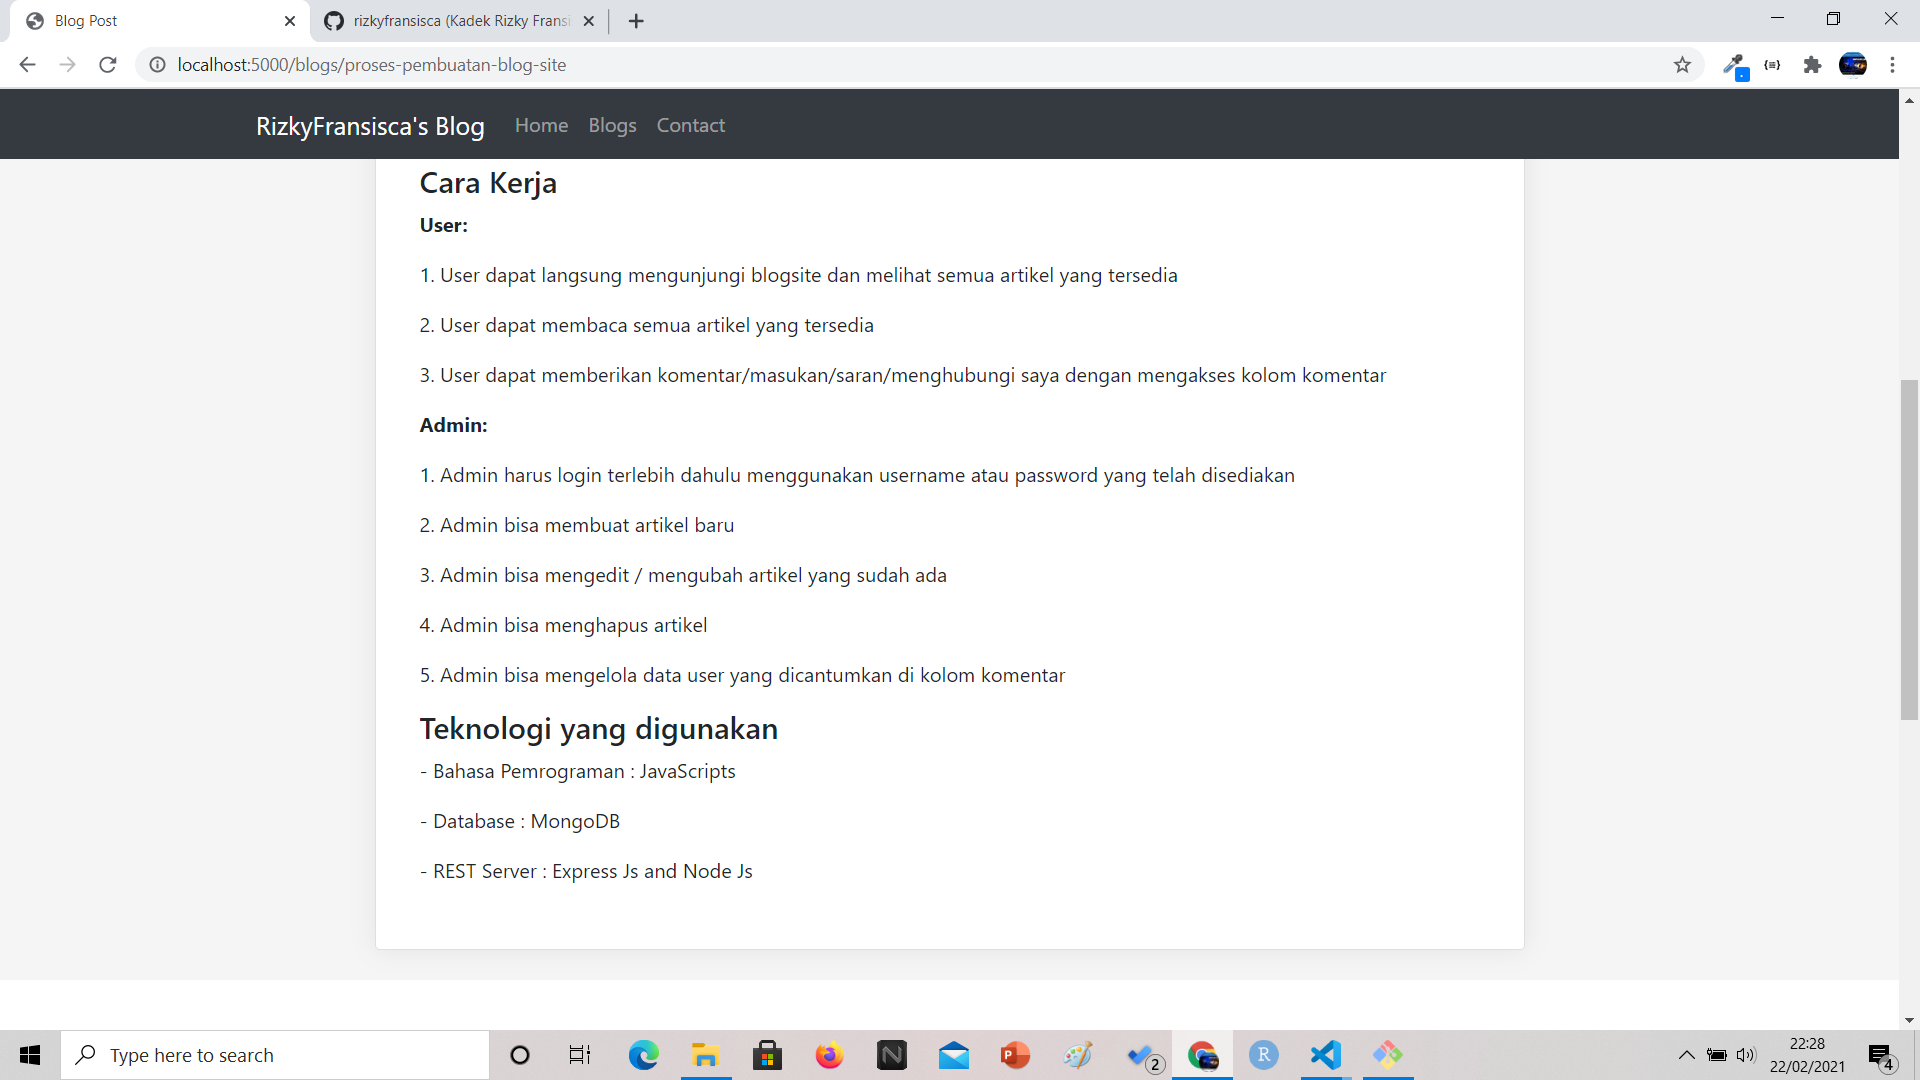 Blog Post
rizkyfransisca (Kadek Rizky Fransi
localhost:5000/blogs/proses-pembuatan-blog-site
RizkyFransisca's Blog Home Blogs Contact
Cara Kerja
User:
1. User dapat langsung mengunjungi blogsite dan melihat semua artikel yang tersedia
2. User dapat membaca semua artikel yang tersedia
3. User dapat memberikan komentar/masukan/saran/menghubungi saya dengan mengakses kolom komentar
Admin:
1. Admin harus login terlebih dahulu menggunakan username atau password yang telah disediakan
2. Admin bisa membuat artikel baru
3. Admin bisa mengedit / mengubah artikel yang sudah ada
4. Admin bisa menghapus artikel
5. Admin bisa mengelola data user yang dicantumkan di kolom komentar
Teknologi yang digunakan
- Bahasa Pemrograman : JavaScripts
- Database : MongoDB
- REST Server : Express Js and Node Js
Type here to search
N
P
2
R
22:28
22/02/2021
4